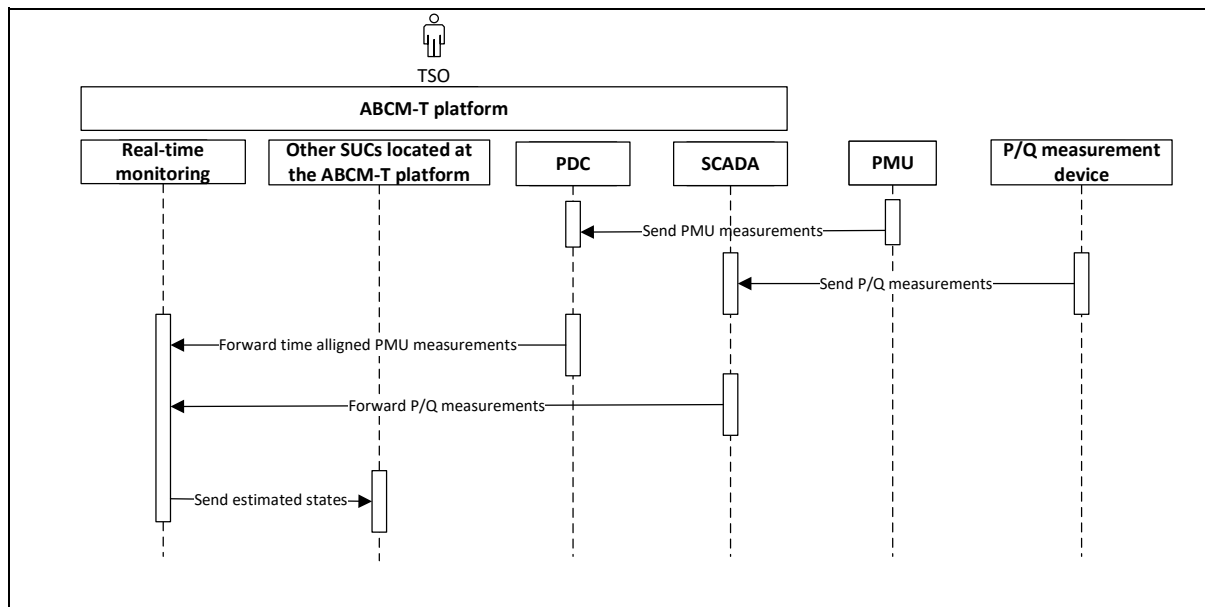 TSO
ABCM-T platform
Real-time
monitoring
Other SUCs located at
the ABCM-T platform
PDC
SCADA
PMU
P/Q measurement
device
Send PMU measurements
Send P/Q measurements
Forward time alligned PMU measurements
Forward P/Q measurements
Send estimated states